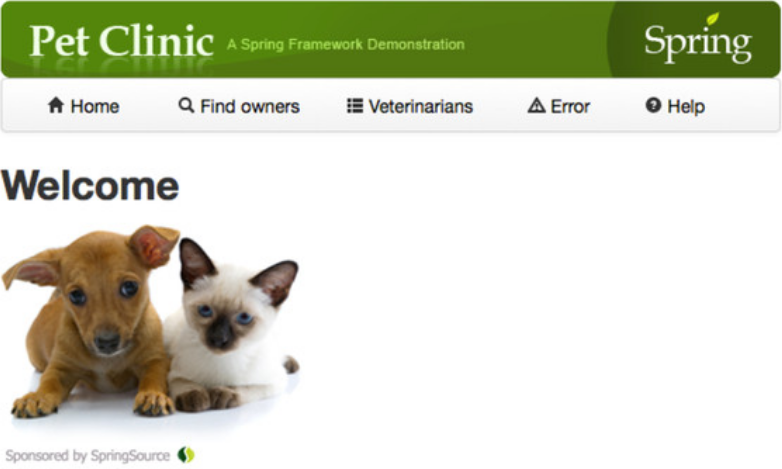 Pet Clinic A Spring Framework Demonstration Spring
Home Find owners Veterinarians Error Help
Welcome
Sponsored by SpringSource